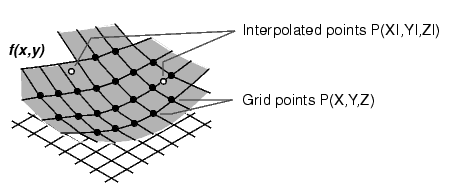 Interpolated points P(XI,YI,ZI)
f(x,y)
Grid points P(X,Y,Z)